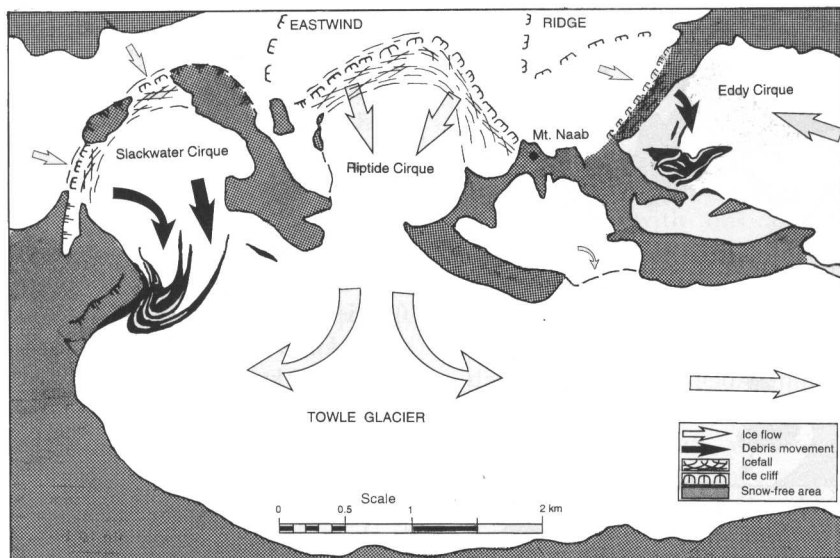 EASTWIND RIDGE
Eddy Cirque
Mt. Naab
Slackwater Cirque
Riptide Cirque
TOWLE GLACIER
Ice flow
Debris movement
Icefall
Ice cliff
Snow-free area
Scale
0 0.5 1 2 km